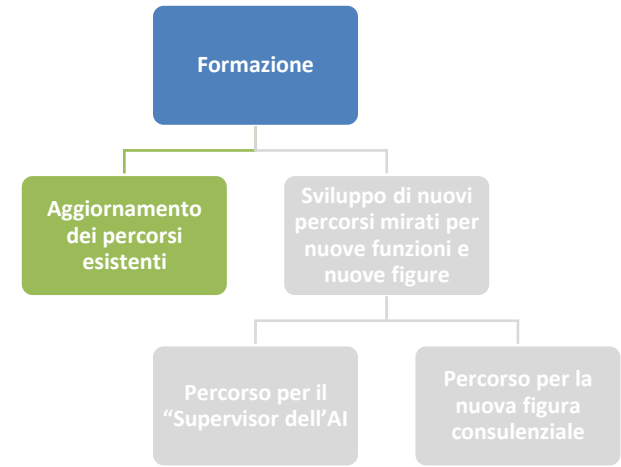 Formazione
Aggiornamento
dei percorsi
esistenti
Sviluppo di nuovi
percorsi mirati per
nuove funzioni e
nuove figure
Percorso per il
“Supervisor dell’AI
Percorso per la
nuova figura
consulenziale